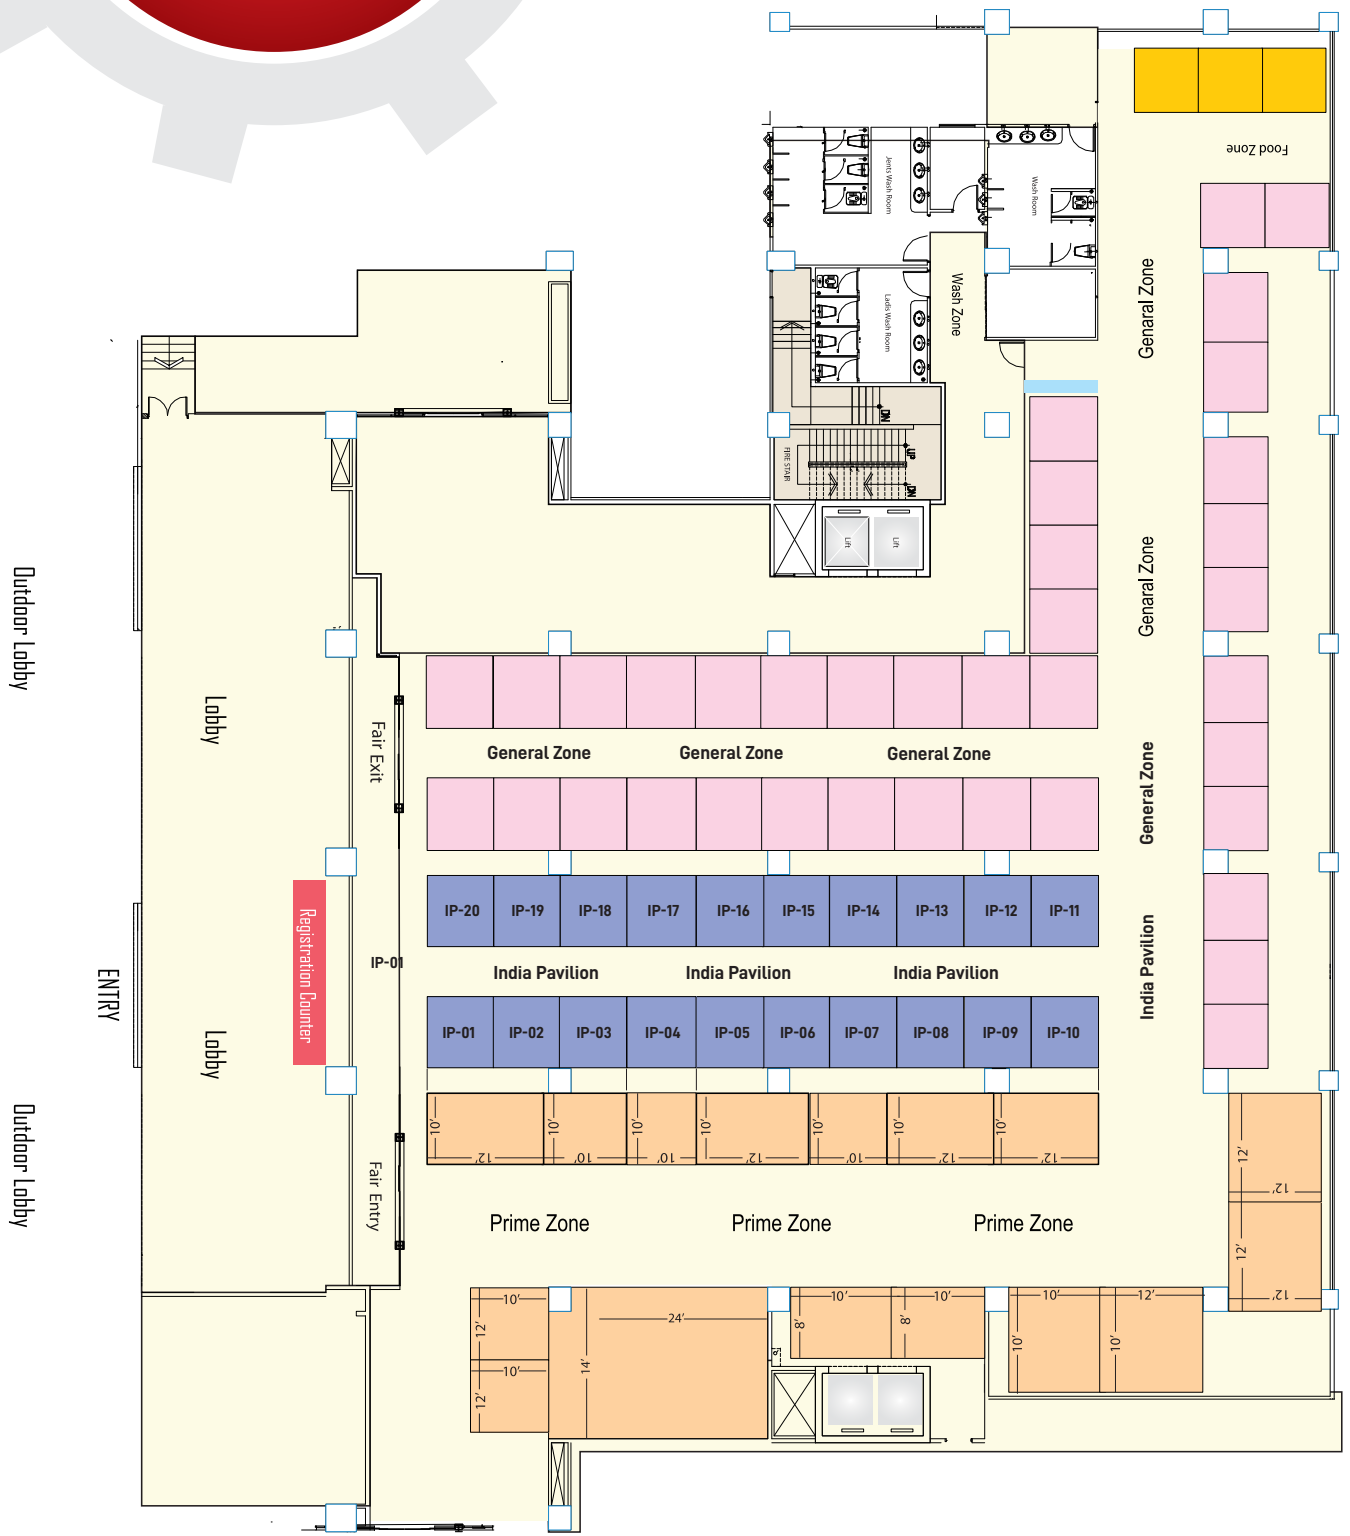 Food Zone
Jents Wash Room
Wash Room
Wash Zone
Ladis Wash Room
Genaral Zone
DN
UP
FIRE STAIR
DN
Lift
Lift
Genaral Zone
Outdoor Lobby
Lobby
Fair Exit
General Zone
General Zone
General Zone
General Zone
IP-20
IP-19
IP-18
IP-17
IP-16
IP-15
IP-14
IP-13
IP-12
IP-11
Registration Counter
IP-01
India Pavilion
India Pavilion
India Pavilion
India Pavilion
ENTRY
Lobby
IP-01
IP-02
IP-03
IP-04
IP-05
IP-06
IP-07
IP-08
IP-09
IP-10
10'
12'
10'
10'
10'
10'
10'
12'
10'
10'
12'
10'
12'
12'
12'
12'
12'
Outdoor Lobby
Fair Entry
Prime Zone
Prime Zone
Prime Zone
10'
12'
10'
12'
24'
14'
10'
8'
10'
8'
10'
10'
12'
10'